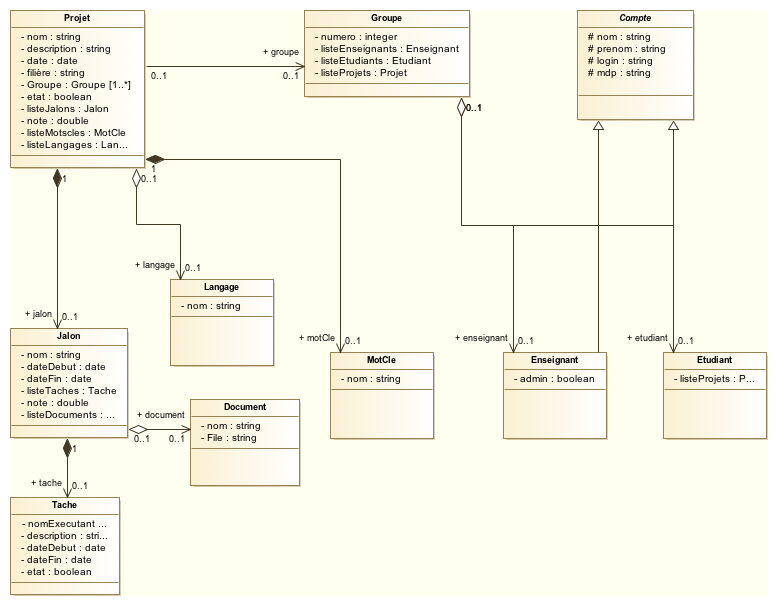 Projet
- nom : string
- description : string
- date : date
- filière : string
- Groupe : Groupe [1..*]
- etat : boolean
- listeJalons : Jalon
- note : double
- listeMotscles : MotCle
- listeLangages : Lan...
Groupe
- numero : integer
- listeEnseignants : Enseignant
- listeEtudiants : Etudiant
- listeProjets : Projet
Compte
# nom : string
# prenom : string
# login : string
# mdp : string
+ groupe
0..1
0..1
0..1
1
0..1
1
+ langage
0..1
+ jalon
0..1
+ motCle
0..1
+ enseignant
0..1
+ etudiant
0..1
Langage
- nom : string
Jalon
- nom : string
- dateDebut : date
- dateFin : date
- listeTaches : Tache
- note : double
- listeDocuments : ...
MotCle
- nom : string
Enseignant
- admin : boolean
Etudiant
- listeProjets : P...
+ document
0..1
0..1
Document
- nom : string
- File : string
1
+ tache
0..1
Tache
- nomExecutant ...
- description : stri...
- dateDebut : date
- dateFin : date
- etat : boolean